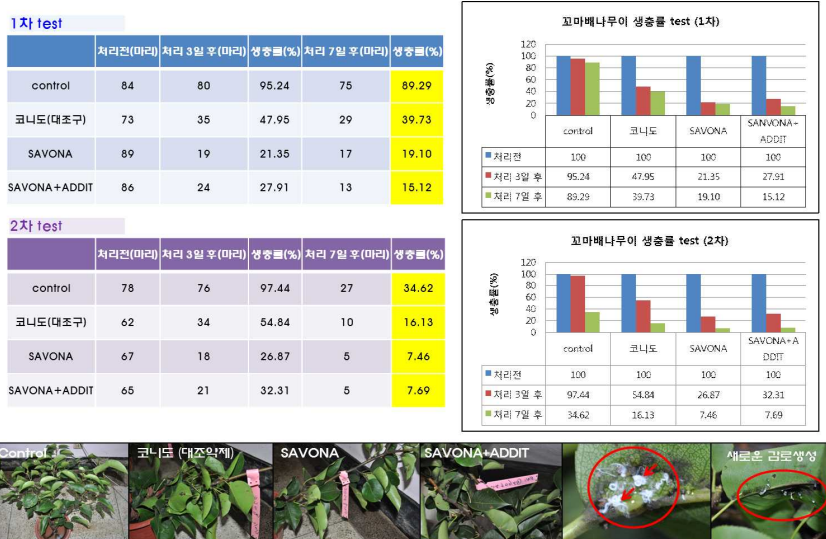 1차 test
처리전(마리) 처리 3일 후(마리) 생충률(%) 처리 7일 후(마리) 생충률(%)
control 84 80 95.24 75 89.29
코니도(대조구) 73 35 47.95 29 39.73
SAVONA 89 19 21.35 17 19.10
SAVONA+ADDIT 86 24 27.91 13 15.12
꼬마배나무이 생충률 test (1차)
생충률(%)
120
100
80
60
40
20
0
control 코니도 SAVONA SANVONA+
ADDIT
처리전 100 100 100 100
처리 3일 후 95.24 47.95 21.35 27.91
처리 7일 후 89.29 39.73 19.10 15.12
2차 test
처리전(마리) 처리 3일 후(마리) 생충률(%) 처리 7일 후(마리) 생충률(%)
control 78 76 97.44 27 34.62
코니도(대조구) 62 34 54.84 10 16.13
SAVONA 67 18 26.87 5 7.46
SAVONA+ADDIT 65 21 32.31 5 7.69
꼬마배나무이 생충률 test (2차)
생충률(%)
120
100
80
60
40
20
0
control 코니도 SAVONA SAVONA+A
DDIT
처리전 100 100 100 100
처리 3일 후 97.44 54.84 26.87 32.31
처리 7일 후 34.62 16.13 7.46 7.69
Control
코니도 (대조약제)
SAVONA
SAVONA+ADDIT
새로운 감로생성